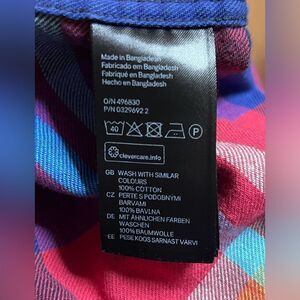 Made in Bangladesh
Fabricado en Bangladesh
Fabriqué en Bangladesh
Hecho en Bangladesh
O/N 496830
P/N 0329692 2
40
P
clevercare.info
GB WASH WITH SIMILAR
COLOURS
100% COTTON
CZ PERTE S PODOBNÝMI
BARVAMI
100% BAVLNA
DE MIT ÄHNLICHEN FARBEN
WASCHEN
100% BAUMWOLLE
EE PESEKOOS SARNAST VÄRVI